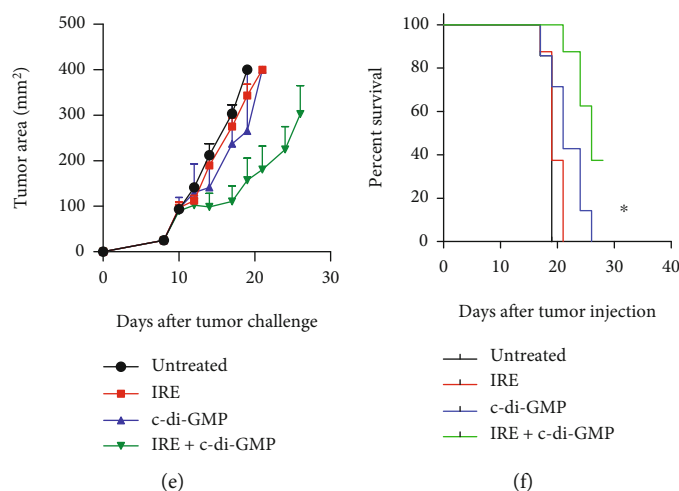 500
400
300
200
100
0
Tumor area (mm²)
0
10
20
30
Days after tumor challenge
Untreated
IRE
c-di-GMP
IRE + c-di-GMP
(e)
100
80
60
40
20
0
Percent survival
*
0
10
20
30
40
Days after tumor injection
Untreated
IRE
c-di-GMP
IRE + c-di-GMP
(f)